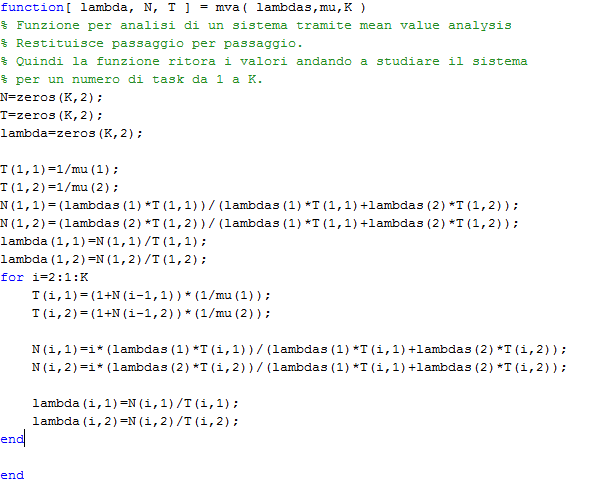 function[ lambda, N, T ] = mva( lambdas,mu,K )
% Funzione per analisi di un sistema tramite mean value analysis
% Restituisce passaggio per passaggio.
% Quindi la funzione ritora i valori andando a studiare il sistema
% per un numero di task da 1 a K.
N=zeros(K,2);
T=zeros(K,2);
lambda=zeros(K,2);
T(1,1)=1/mu(1);
T(1,2)=1/mu(2);
N(1,1)=(lambdas(1)*T(1,1))/(lambdas(1)*T(1,1)+lambdas(2)*T(1,2));
N(1,2)=(lambdas(2)*T(1,2))/(lambdas(1)*T(1,1)+lambdas(2)*T(1,2));
lambda(1,1)=N(1,1)/T(1,1);
lambda(1,2)=N(1,2)/T(1,2);
for i=2:1:K
    T(i,1)=(1+N(i-1,1))*(1/mu(1));
    T(i,2)=(1+N(i-1,2))*(1/mu(2));
    N(i,1)=i*(lambdas(1)*T(i,1))/(lambdas(1)*T(i,1)+lambdas(2)*T(i,2));
    N(i,2)=i*(lambdas(2)*T(i,2))/(lambdas(1)*T(i,1)+lambdas(2)*T(i,2));
    lambda(i,1)=N(i,1)/T(i,1);
    lambda(i,2)=N(i,2)/T(i,2);
end
end